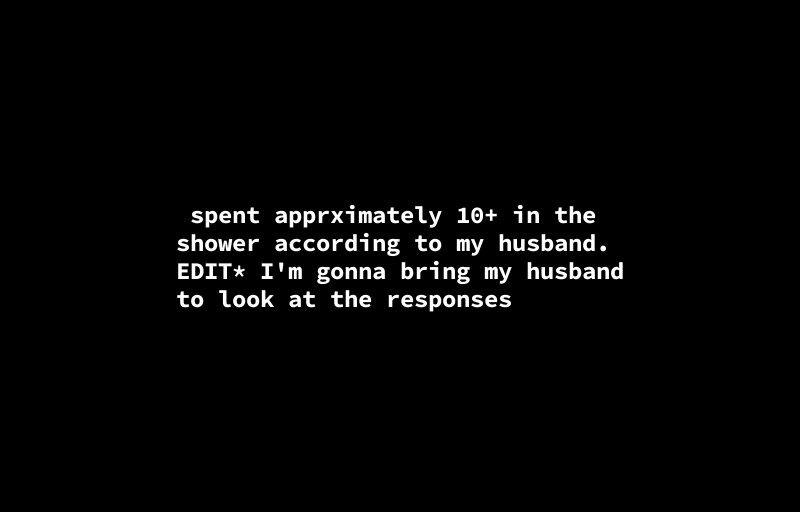 spent apprximately 10+ in the
shower according to my husband.
EDIT* I'm gonna bring my husband
to look at the responses